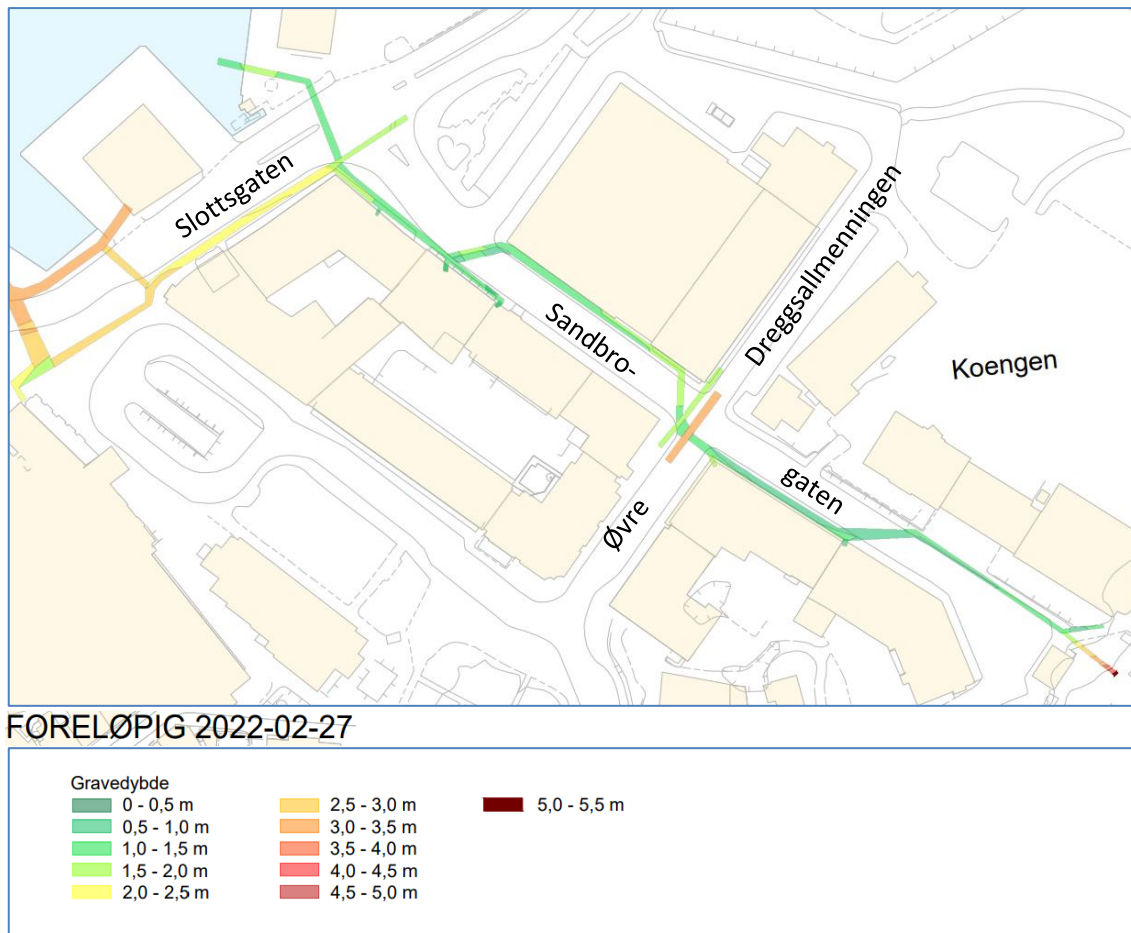 Slottsgaten
Sandbro-
gaten
Øvre
Dreggsallmenningen
Koengen
FORELØPIG 2022-02-27
Gravedybde
0 - 0,5 m
0,5 - 1,0 m
1,0 - 1,5 m
1,5 - 2,0 m
2,0 - 2,5 m
2,5 - 3,0 m
3,0 - 3,5 m
3,5 - 4,0 m
4,0 - 4,5 m
4,5 - 5,0 m
5,0 - 5,5 m